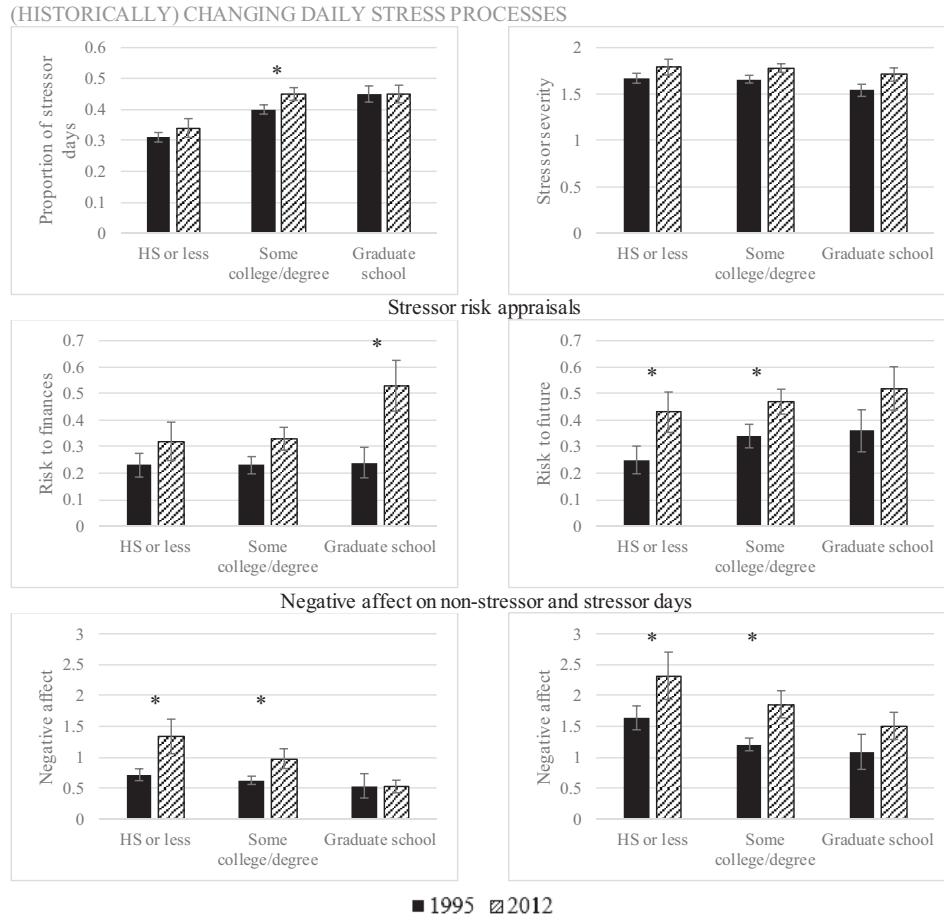 (HISTORICALLY) CHANGING DAILY STRESS PROCESSES
Proportion of stressor
days
0.6
0.5
0.4
0.3
0.2
0.1
0
*
HS or less
Some
college/degree
Graduate
school
Stressorseverity
2
1.5
1
0.5
0
HS or less
Some
college/degree
Graduate school
Stressor risk appraisals
Risk to finances
0.7
0.6
0.5
0.4
0.3
0.2
0.1
0
*
HS or less
Some
college/degree
Graduate school
Risk to future
0.7
0.6
0.5
0.4
0.3
0.2
0.1
0
*
*
HS or less
Some
college/degree
Graduate school
Negative affect on non-stressor and stressor days
Negative affect
3
2.5
2
1.5
1
0.5
0
*
*
HS or less
Some
college/degree
Graduate school
Negative affect
3
2.5
2
1.5
1
0.5
0
*
*
HS or less
Some
college/degree
Graduate school
1995 2012